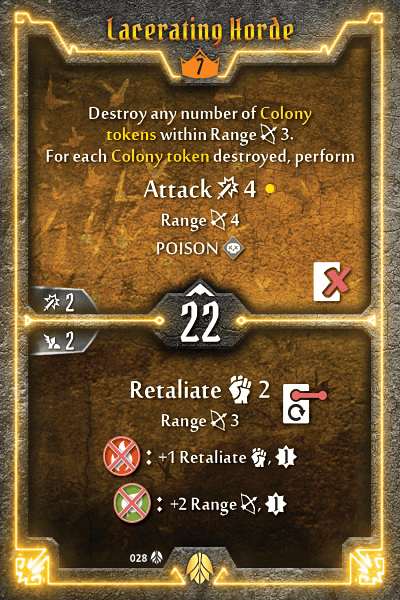 Lacerating Horde
7
Destroy any number of Colony
tokens within Range 3.
For each Colony token destroyed, perform
Attack 4
Range 4
POISON
2
22
2
Retaliate 2
Range 3
: +1 Retaliate , 1
: +2 Range , 1
028